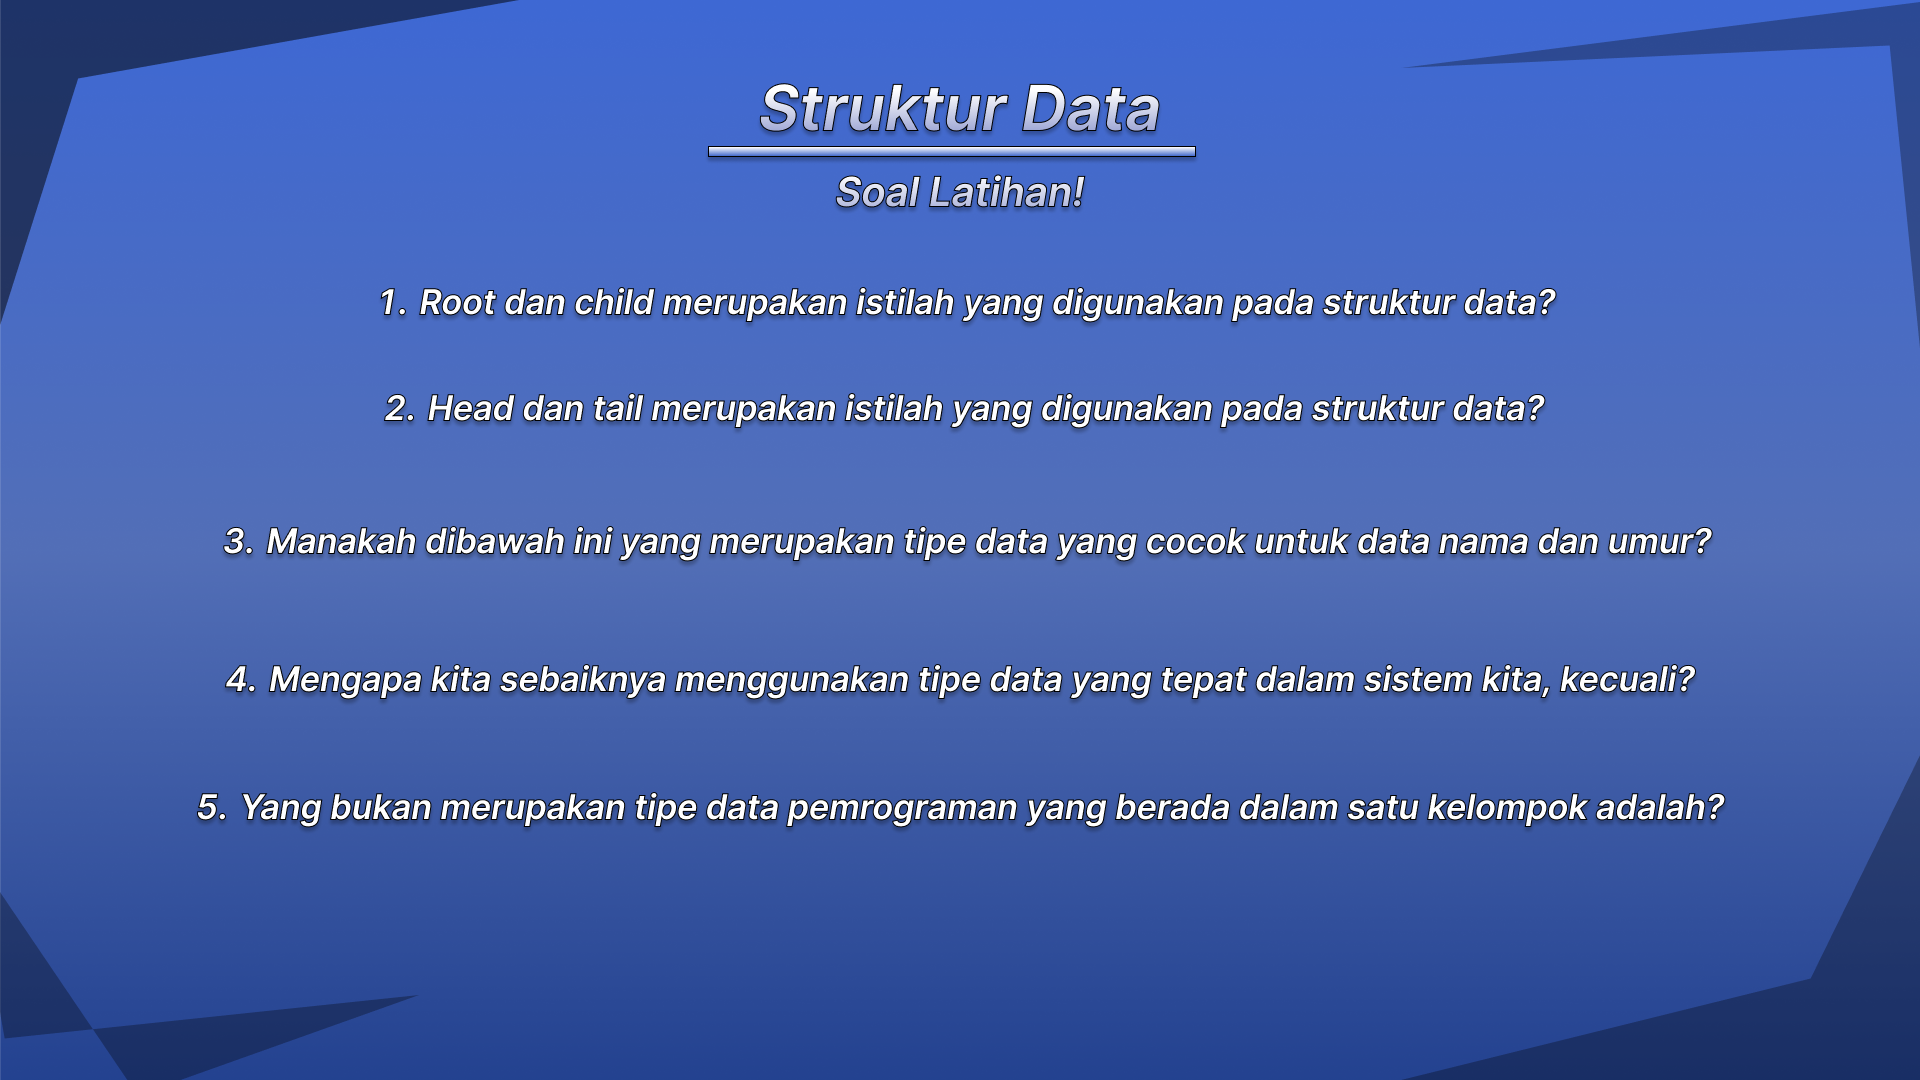 Struktur Data
Soal Latihan!
1. Root dan child merupakan istilah yang digunakan pada struktur data?
2. Head dan tail merupakan istilah yang digunakan pada struktur data?
3. Manakah dibawah ini yang merupakan tipe data yang cocok untuk data nama dan umur?
4. Mengapa kita sebaiknya menggunakan tipe data yang tepat dalam sistem kita, kecuali?
5. Yang bukan merupakan tipe data pemrograman yang berada dalam satu kelompok adalah?